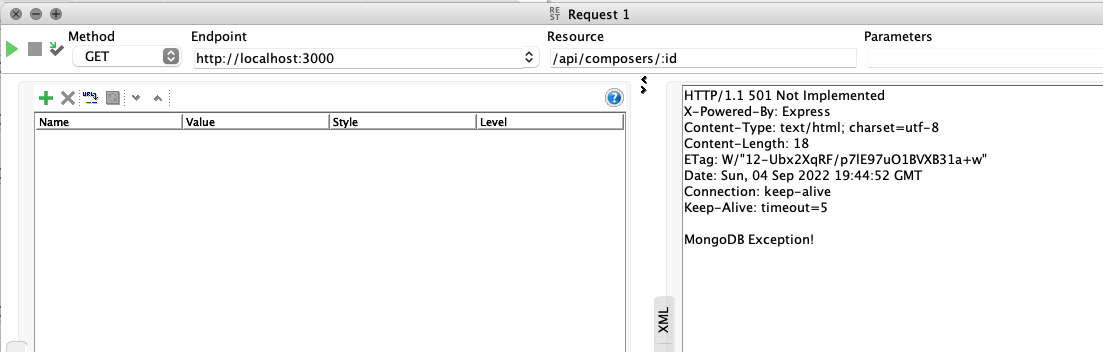 RE
ST
Request 1
Method
Endpoint
Resource
Parameters
GET
http://localhost:3000
/api/composers/:id
URL
?
Name
Value
Style
Level
HTTP/1.1 501 Not Implemented
X-Powered-By: Express
Content-Type: text/html; charset=utf-8
Content-Length: 18
ETag: W/"12-Ubx2XqRF/p7lE97uO1BVXB31a+w"
Date: Sun, 04 Sep 2022 19:44:52 GMT
Connection: keep-alive
Keep-Alive: timeout=5
MongoDB Exception!
XML